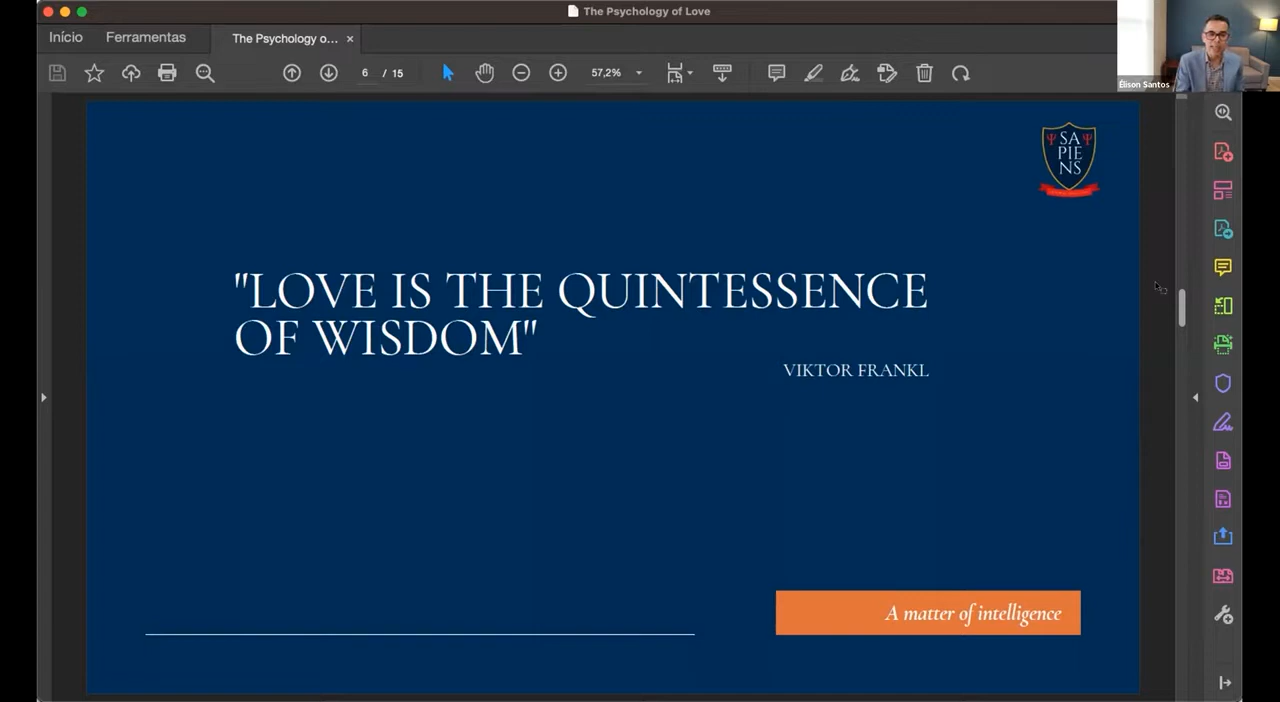 The Psychology of Love
Início Ferramentas The Psychology o... ×
6 / 15 57,2%
Élison Santos
SA
PIE
NS
"LOVE IS THE QUINTESSENCE
OF WISDOM"
VIKTOR FRANKL
A matter of intelligence